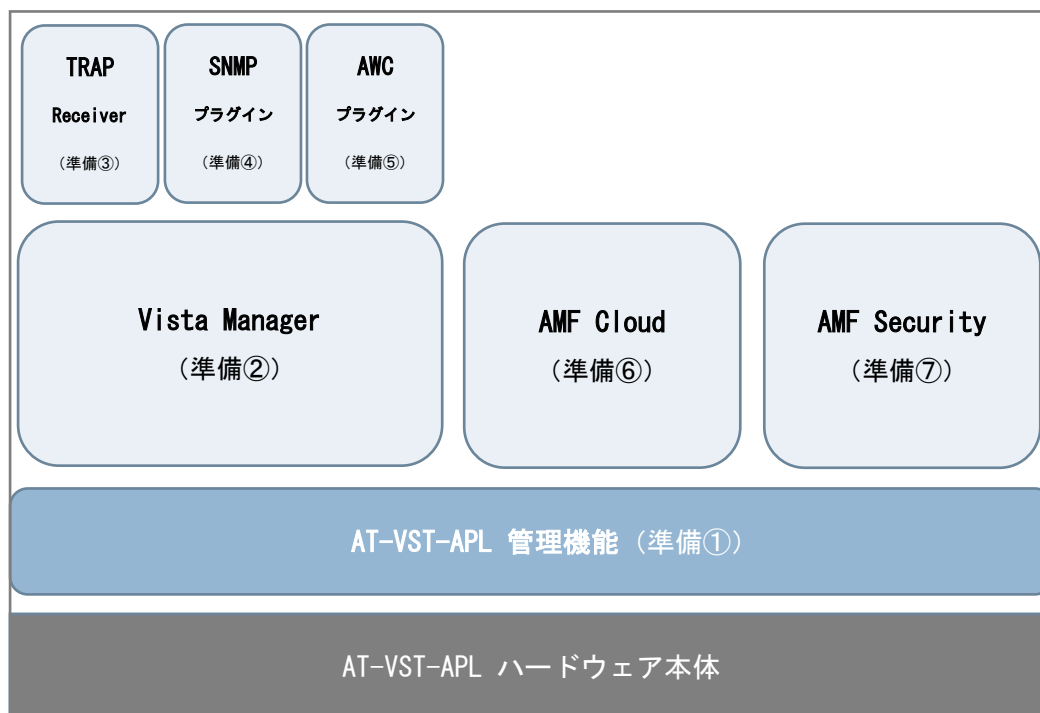 TRAP
Receiver
（準備③）
SNMP
プラグイン
（準備④）
AWC
プラグイン
（準備⑤）
Vista Manager
（準備②）
AMF Cloud
（準備⑥）
AMF Security
（準備⑦）
AT-VST-APL 管理機能（準備①）
AT-VST-APL ハードウェア本体